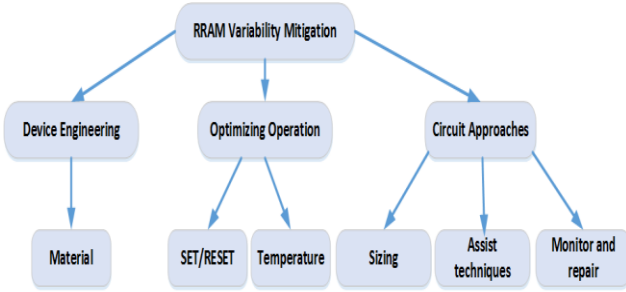 RRAM Variability Mitigation
Device Engineering
Optimizing Operation
Circuit Approaches
Material
SET/RESET
Temperature
Sizing
Assist
techniques
Monitor and
repair